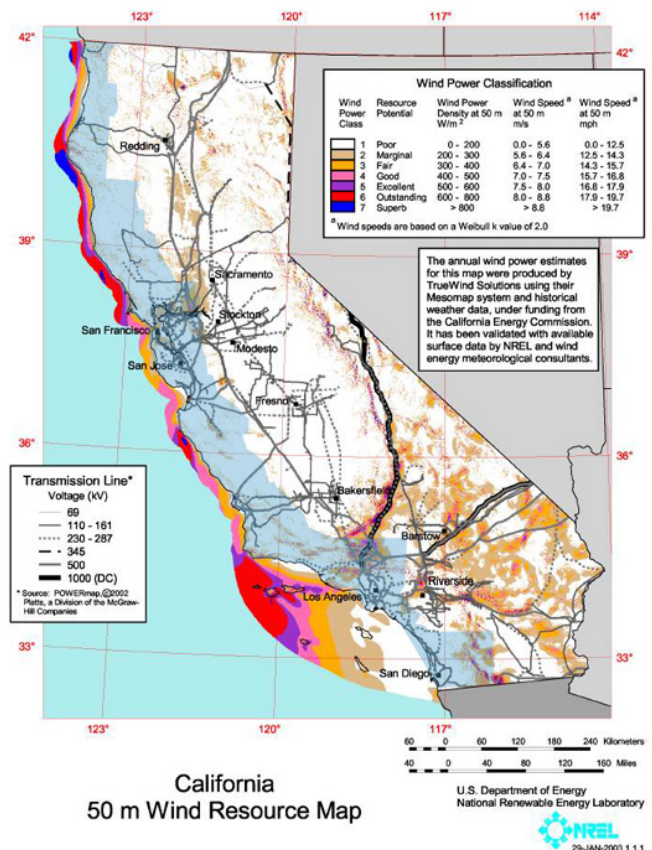 123° 120° 117° 114°
42° 42°
Wind Power Classification
Wind Power Class
Resource Potential
Wind Power Density at 50 m W/m 2
Wind Speed a at 50 m m/s
Wind Speed a at 50 m mph
1 Poor 0 - 200 0.0 - 5.6 0.0 - 12.5
2 Marginal 200 - 300 5.6 - 6.4 12.5 - 14.3
3 Fair 300 - 400 6.4 - 7.0 14.3 - 15.7
4 Good 400 - 500 7.0 - 7.5 15.7 - 16.8
5 Excellent 500 - 600 7.5 - 8.0 16.8 - 17.9
6 Outstanding 600 - 800 8.0 - 8.8 17.9 - 19.7
7 Superb > 800 > 8.8 > 19.7
a Wind speeds are based on a Weibull k value of 2.0
Redding
39° 39°
The annual wind power estimates
for this map were produced by
TrueWind Solutions using their
Mesomap system and historical
weather data, under funding from
the California Energy Commission.
It has been validated with available
surface data by NREL and wind
energy meteorological consultants.
Sacramento
Stockton
San Francisco
Modesto
San Jose
Fresno
36° 36°
Transmission Line*
Voltage (kV)
69
110 - 161
230 - 287
345
500
1000 (DC)
* Source: POWERmap, ©2002
Platts, a Division of the McGraw-
Hill Companies
Bakersfield
Barstow
Los Angeles
Riverside
33° 33°
San Diego
123° 120° 117°
60 0 60 120 180 240 Kilometers
40 0 40 80 120 160 Miles
California
50 m Wind Resource Map
U.S. Department of Energy
National Renewable Energy Laboratory
NREL
29-JAN-2003 1.1.1